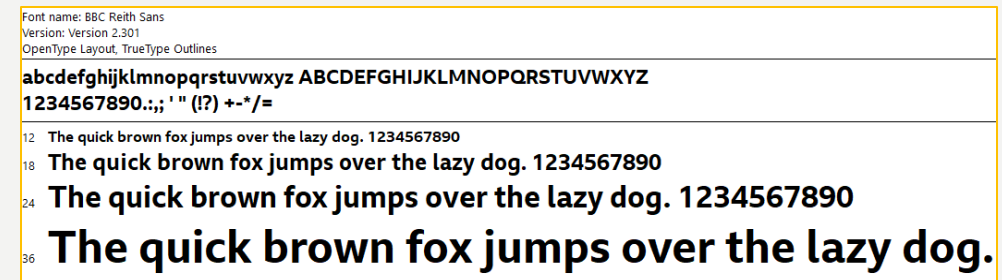 Font name: BBC Reith Sans
Version: Version 2.301
OpenType Layout, TrueType Outlines
abcdefghijklmnopqrstuvwxyz ABCDEFGHIJKLMNOPQRSTUVWXYZ
1234567890.:,; ' " (!?) +-*/=
12 The quick brown fox jumps over the lazy dog. 1234567890
18 The quick brown fox jumps over the lazy dog. 1234567890
24 The quick brown fox jumps over the lazy dog. 1234567890
36 The quick brown fox jumps over the lazy dog.